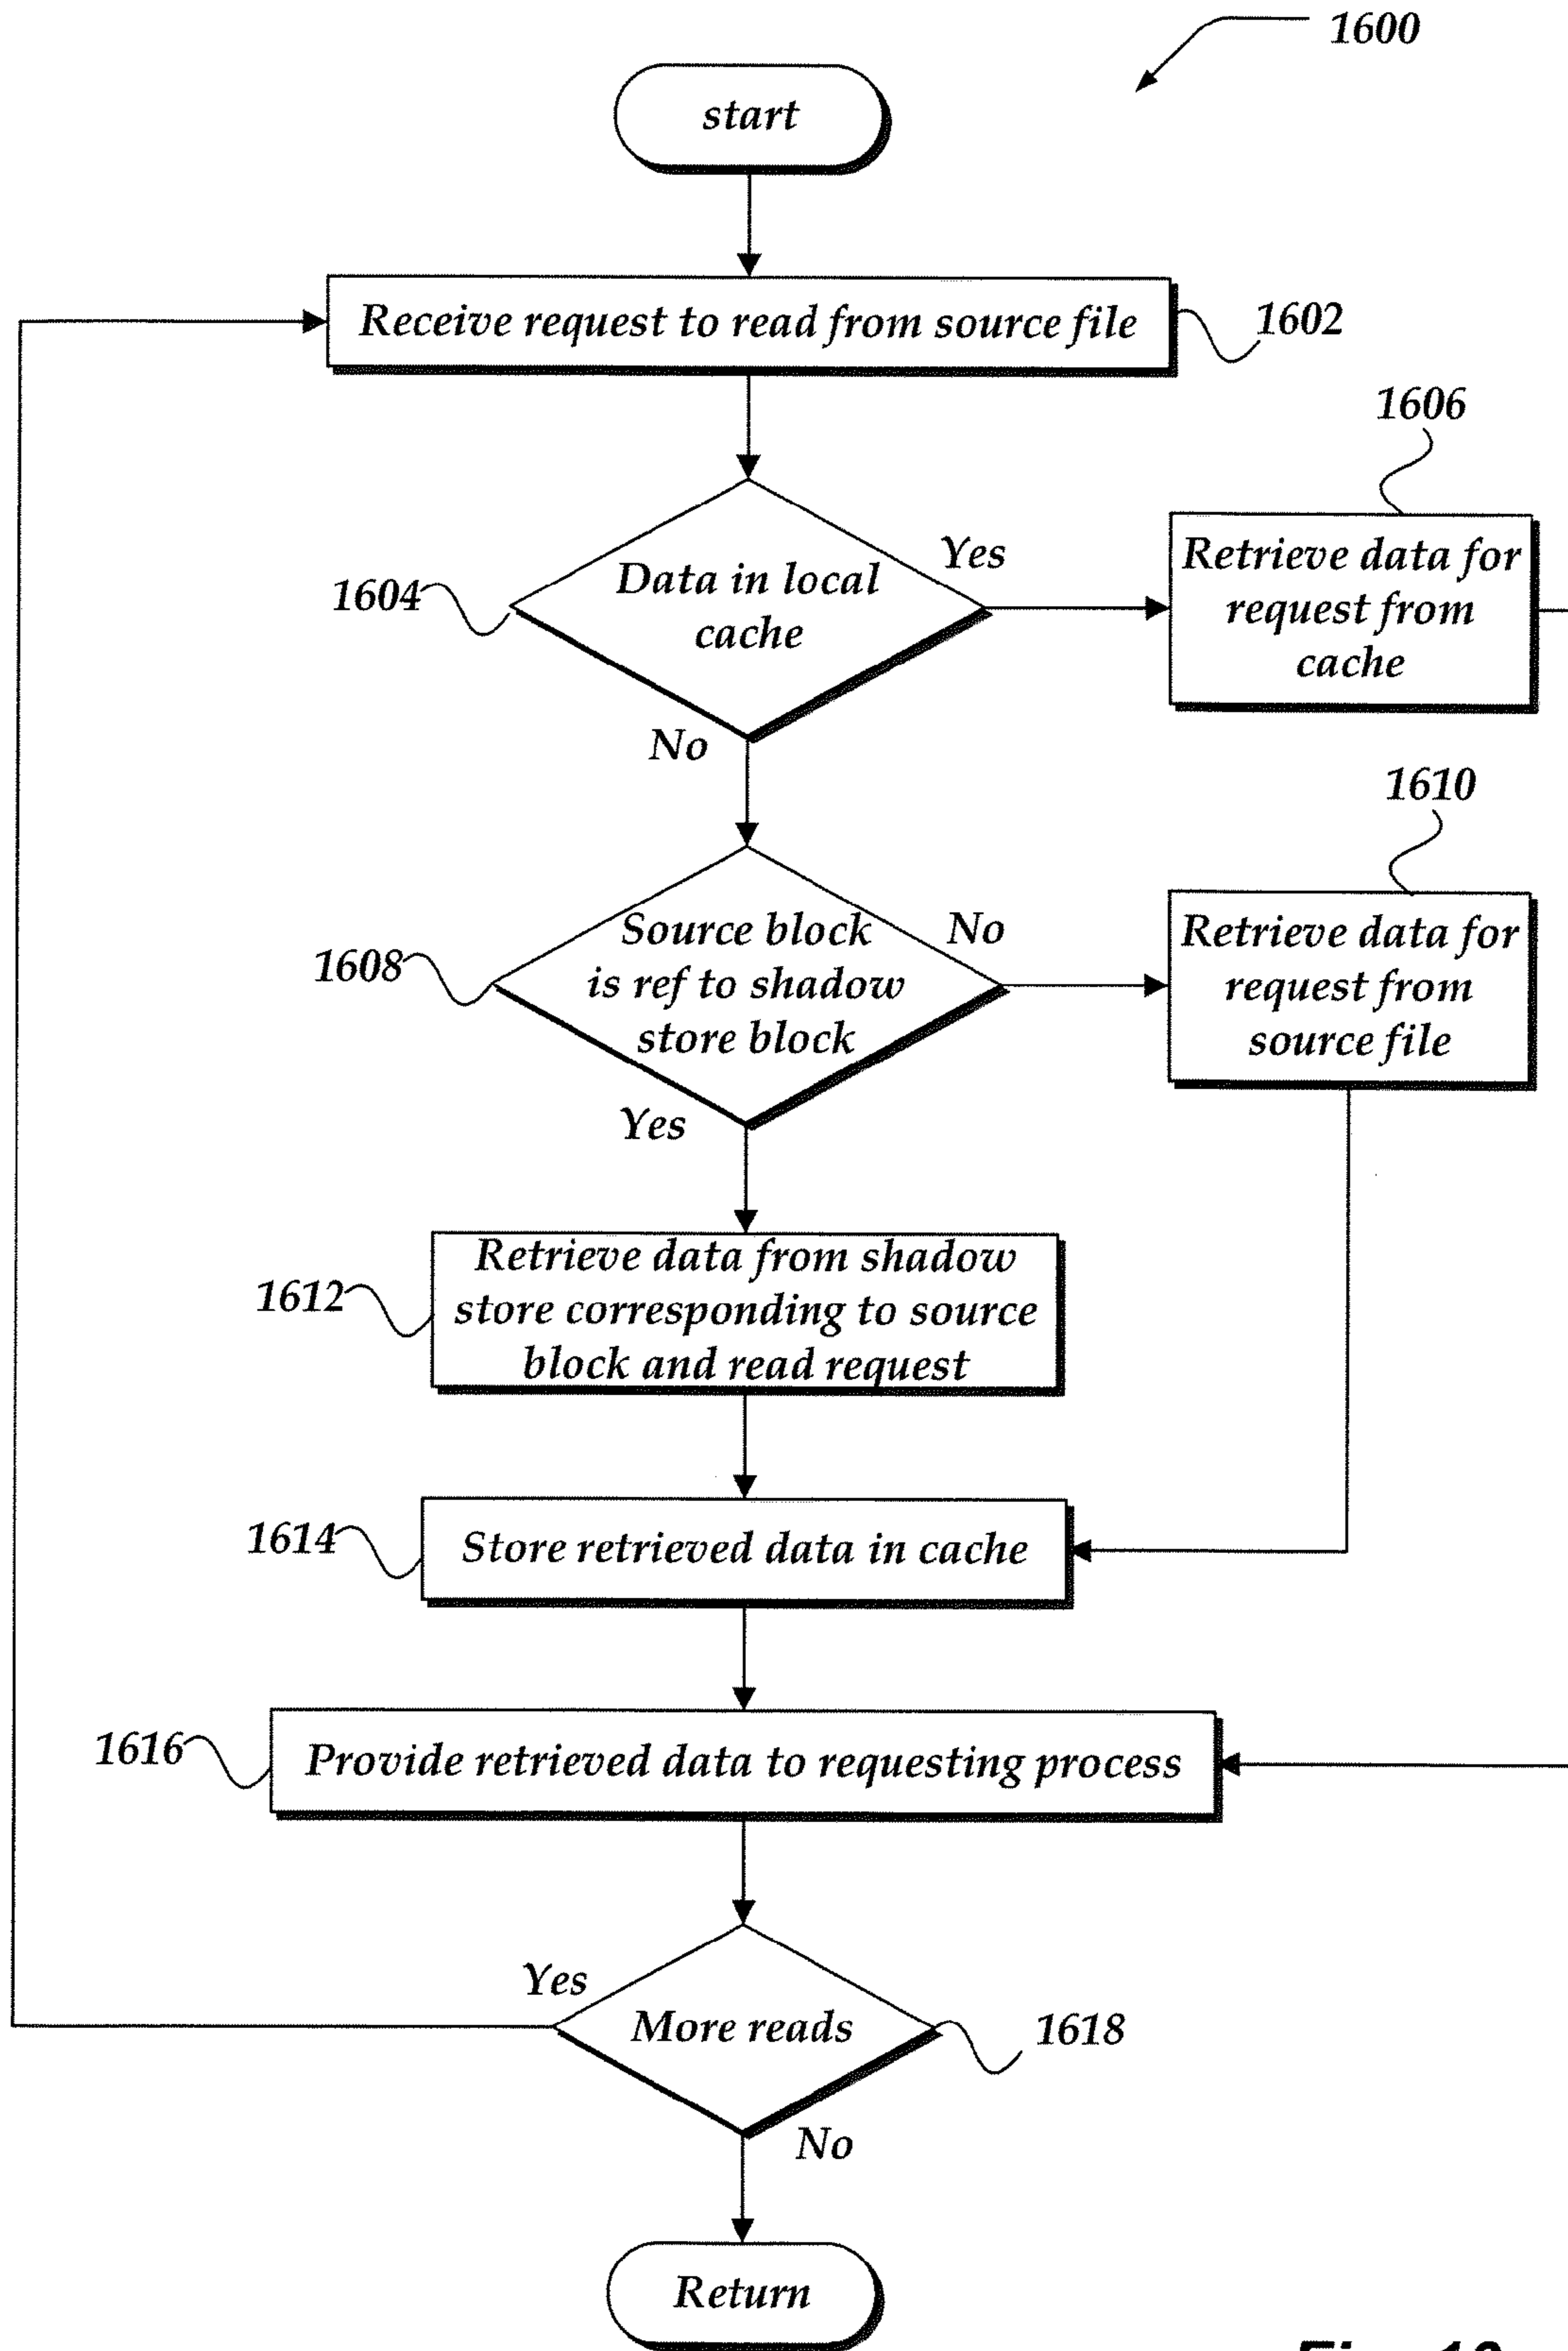 1600
start
Receive request to read from source file
1602
1606
Data in local
cache
1604
Yes
Retrieve data for
request from
cache
No
1610
Source block
is ref to shadow
store block
1608
No
Retrieve data for
request from
source file
Yes
Retrieve data from shadow
store corresponding to source
block and read request
1612
Store retrieved data in cache
1614
Provide retrieved data to requesting process
1616
Yes
More reads
1618
No
Return